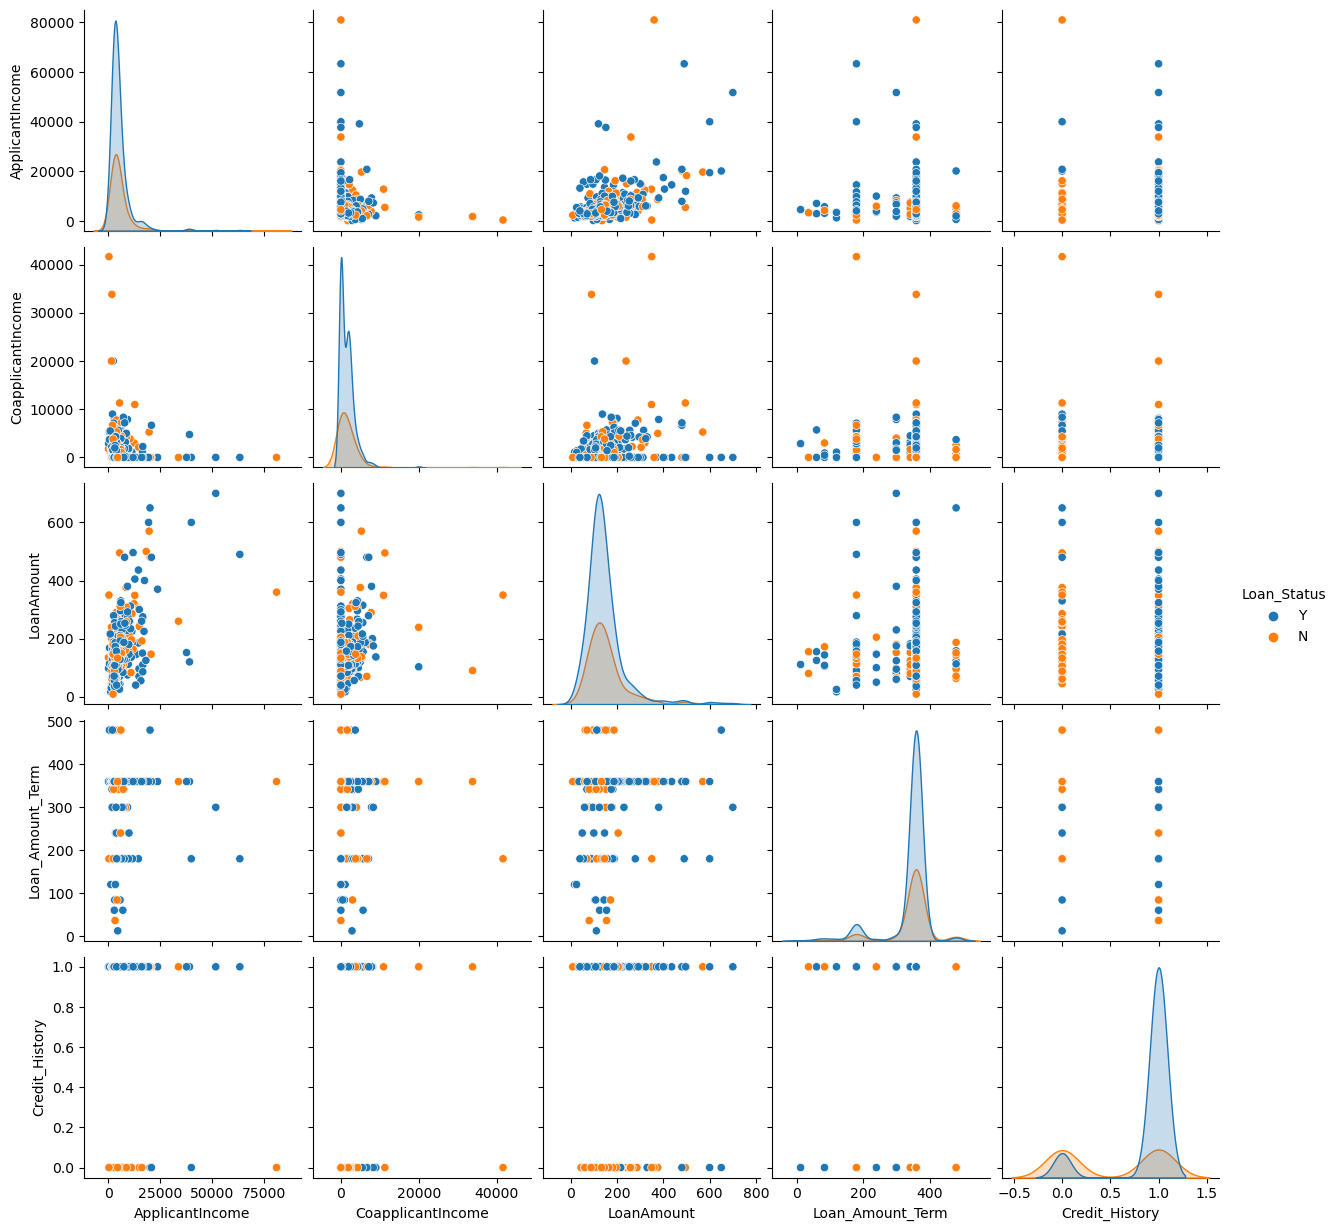 80000
60000
40000
20000
0
ApplicantIncome
40000
30000
20000
10000
0
CoapplicantIncome
600
400
200
0
LoanAmount
Loan_Status
Y
N
500
400
300
200
100
0
Loan_Amount_Term
1.0
0.8
0.6
0.4
0.2
0.0
Credit_History
0 25000 50000 75000
ApplicantIncome
0 20000 40000
CoapplicantIncome
0 200 400 600 800
LoanAmount
0 200 400
Loan_Amount_Term
−0.5 0.0 0.5 1.0 1.5
Credit_History